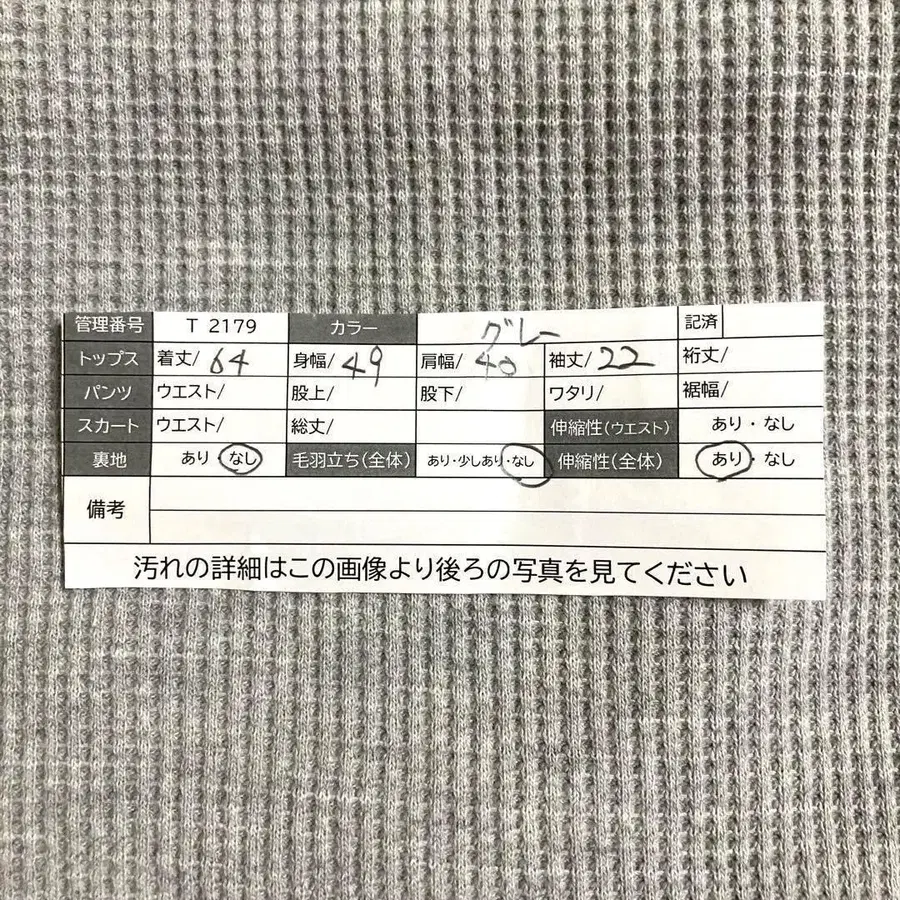 管理番号 T 2179 カラー グレー 記済
トップス 着丈/ 64 身幅/ 49 肩幅/ 40 袖丈/ 22 裄丈/
パンツ ウエスト/ 股上/ 股下/ ワタリ/ 裾幅/
スカート ウエスト/ 総丈/ 伸縮性(ウエスト) あり・なし
裏地 あり・なし 毛羽立ち(全体) あり・少しあり・なし 伸縮性(全体) あり・なし
備考
汚れの詳細はこの画像より後ろの写真を見てください